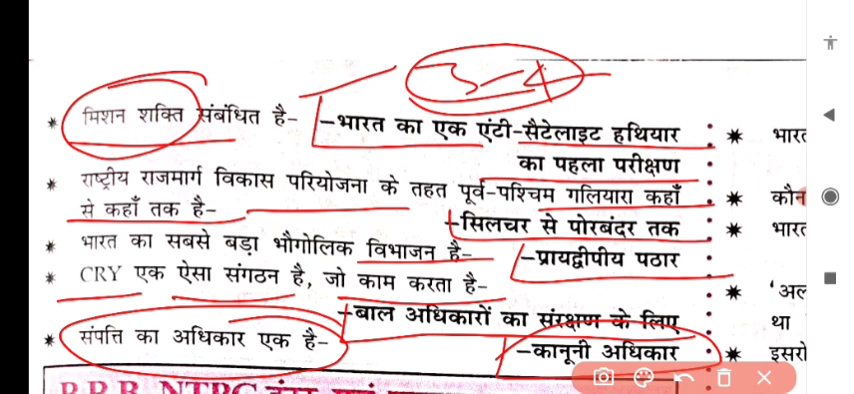 3-4
* मिशन शक्ति संबंधित है-
-भारत का एक एंटी-सैटेलाइट हथियार
का पहला परीक्षण
* राष्ट्रीय राजमार्ग विकास परियोजना के तहत पूर्व-पश्चिम गलियारा कहाँ
से कहाँ तक है-
-सिलचर से पोरबंदर तक
* भारत का सबसे बड़ा भौगोलिक विभाजन है-
-प्रायद्वीपीय पठार
* CRY एक ऐसा संगठन है, जो काम करता है-
-बाल अधिकारों का संरक्षण के लिए
* संपत्ति का अधिकार एक है-
-कानूनी अधिकार
* भारत
* कौन
* भारत
* 'अल
था
* इसरो